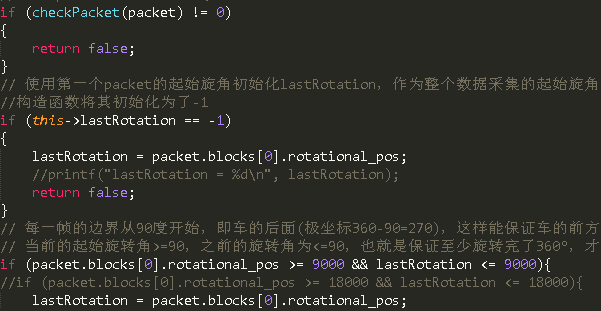 if (checkPacket(packet) != 0)
{
return false;
}
// 使用第一个packet的起始旋角初始化lastRotation, 作为整个数据采集的起始旋角
//构造函数将其初始化为了-1
if (this->lastRotation == -1)
{
lastRotation = packet.blocks[0].rotational_pos;
//printf("lastRotation = %d\n", lastRotation);
return false;
}
// 每一帧的边界从90度开始, 即车的后面(极坐标360-90=270), 这样能保证车的前方
// 当前的起始旋转角>=90, 之前的旋转角为<=90, 也就是保证至少旋转完了360°, 才
if (packet.blocks[0].rotational_pos >= 9000 && lastRotation <= 9000){
//if (packet.blocks[0].rotational_pos >= 18000 && lastRotation <= 18000){
lastRotation = packet.blocks[0].rotational_pos;